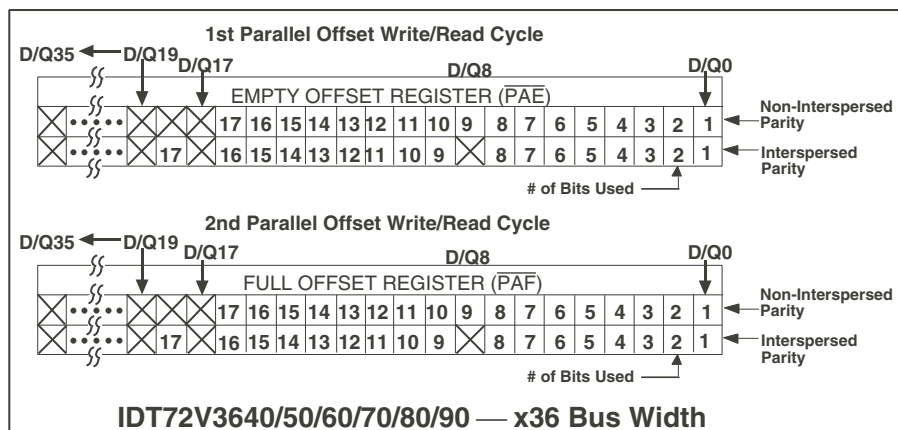 1st Parallel Offset Write/Read Cycle
D/Q35 D/Q19 D/Q17 D/Q8 D/Q0
EMPTY OFFSET REGISTER (PAE)
17 16 15 14 13 12 11 10 9 8 7 6 5 4 3 2 1 Non-Interspersed Parity
17 16 15 14 13 12 11 10 9 8 7 6 5 4 3 2 1 Interspersed Parity
# of Bits Used
2nd Parallel Offset Write/Read Cycle
D/Q35 D/Q19 D/Q17 D/Q8 D/Q0
FULL OFFSET REGISTER (PAF)
17 16 15 14 13 12 11 10 9 8 7 6 5 4 3 2 1 Non-Interspersed Parity
17 16 15 14 13 12 11 10 9 8 7 6 5 4 3 2 1 Interspersed Parity
# of Bits Used
IDT72V3640/50/60/70/80/90 — x36 Bus Width